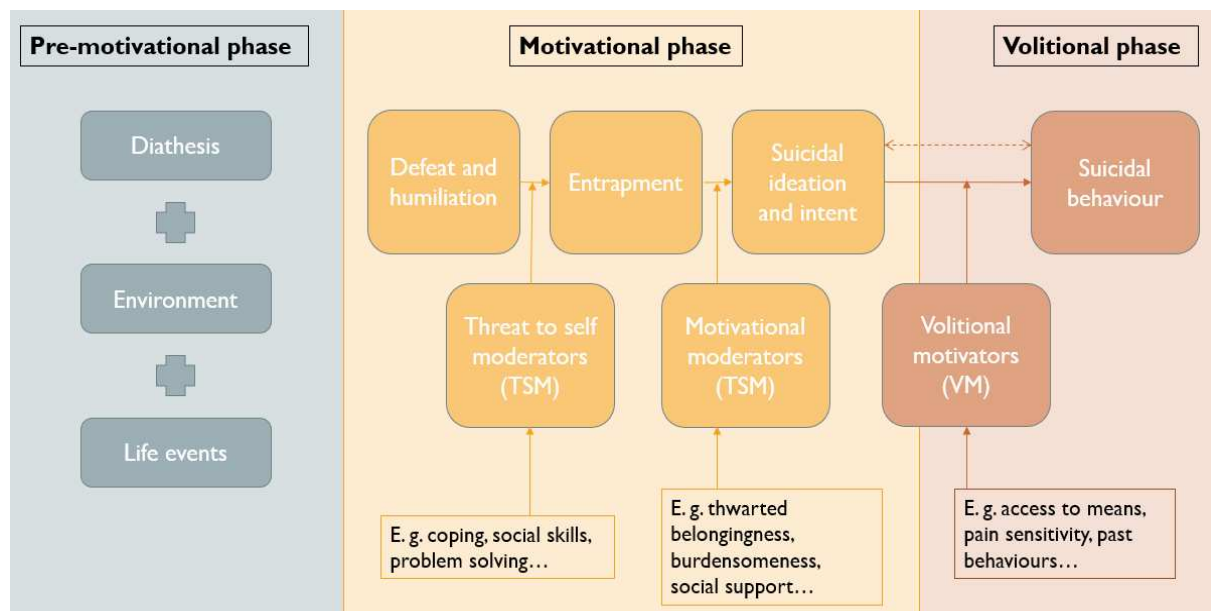 Pre-motivational phase
Diathesis
Environment
Life events
Motivational phase
Defeat and
humiliation
Entrapment
Suicidal
ideation
and intent
Threat to self
moderators
(TSM)
Motivational
moderators
(TSM)
E. g. coping, social skills,
problem solving…
E. g. thwarted
belongingness,
burdensomeness,
social support…
Volitional phase
Suicidal
behaviour
Volitional
motivators
(VM)
E. g. access to means,
pain sensitivity, past
behaviours…